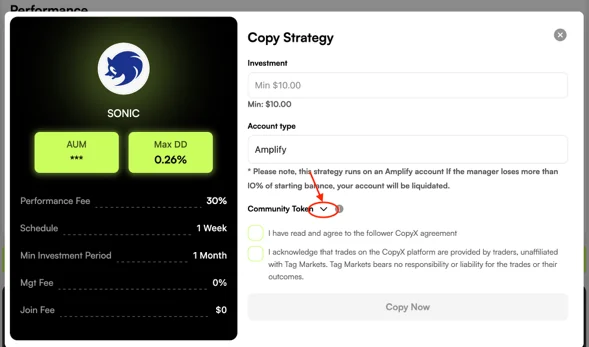 Performance
SONIC
AUM
***
Max DD
0.26%
Performance Fee 30%
Schedule 1 Week
Min Investment Period 1 Month
Mgt Fee 0%
Join Fee $0
Copy Strategy
Investment
Min $10.00
Min: $10.00
Account type
Amplify
* Please note, this strategy runs on an Amplify account If the manager loses more than
10% of starting balance, your account will be liquidated.
Community Token
I have read and agree to the follower CopyX agreement
I acknowledge that trades on the CopyX platform are provided by traders, unaffiliated
with Tag Markets. Tag Markets bears no responsibility or liability for the trades or their
outcomes.
Copy Now